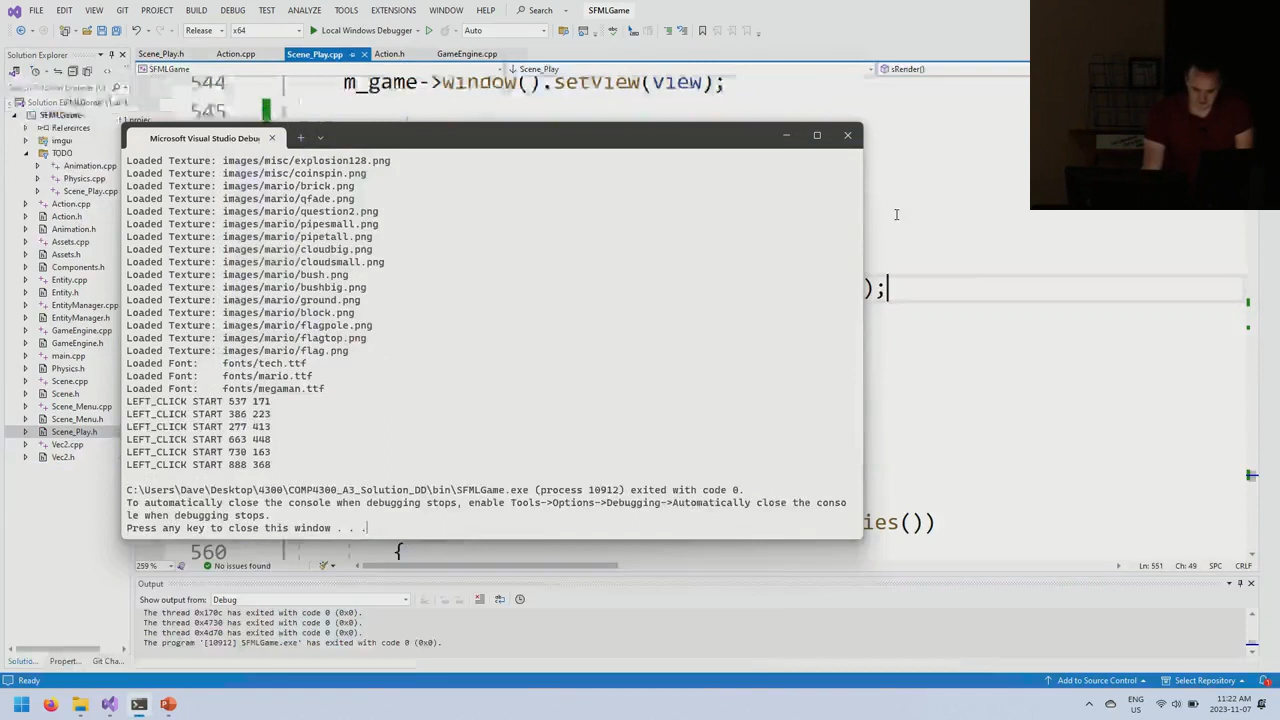 FILE EDIT VIEW GIT PROJECT BUILD DEBUG TEST ANALYZE TOOLS EXTENSIONS WINDOW HELP Search SFMLGame
Release x64 Local Windows Debugger Auto
Solution Explorer
Scene_Play.h Action.cpp Scene_Play.cpp Action.h GameEngine.cpp
SFMLGame Scene_Play sRender()
544 m_game->window().setView(view);
545
Solution
References
imgui
TODO
Animation.cpp
Physics.cpp
Scene_Play.cpp
Action.cpp
Action.h
Animation.h
Assets.cpp
Assets.h
Components.h
Entity.cpp
Entity.h
EntityManager.cpp
EntityManager.h
GameEngine.cpp
GameEngine.h
main.cpp
Physics.h
Scene.cpp
Scene.h
Scene_Menu.cpp
Scene_Menu.h
Scene_Play.h
Vec2.cpp
Vec2.h
Microsoft Visual Studio Debu
Loaded Texture: images/misc/explosion128.png
Loaded Texture: images/misc/coinspin.png
Loaded Texture: images/mario/brick.png
Loaded Texture: images/mario/qfade.png
Loaded Texture: images/mario/question2.png
Loaded Texture: images/mario/pipesmall.png
Loaded Texture: images/mario/pipetall.png
Loaded Texture: images/mario/cloudbig.png
Loaded Texture: images/mario/cloudsmall.png
Loaded Texture: images/mario/bush.png
Loaded Texture: images/mario/bushbig.png
Loaded Texture: images/mario/ground.png
Loaded Texture: images/mario/block.png
Loaded Texture: images/mario/flagpole.png
Loaded Texture: images/mario/flagtop.png
Loaded Texture: images/mario/flag.png
Loaded Font: fonts/tech.ttf
Loaded Font: fonts/mario.ttf
Loaded Font: fonts/megaman.ttf
LEFT_CLICK START 537 171
LEFT_CLICK START 386 223
LEFT_CLICK START 277 413
LEFT_CLICK START 663 448
LEFT_CLICK START 730 163
LEFT_CLICK START 888 368
C:\Users\Dave\Desktop\4300\COMP4300_A3_Solution_DD\bin\SFMLGame.exe (process 10912) exited with code 0.
To automatically close the console when debugging stops, enable Tools->Options->Debugging->Automatically close the conso
le when debugging stops.
Press any key to close this window . . .
);
ies())
560 {
259 % No issues found Ln: 551 Ch: 49 SPC CRLF
Output
Show output from: Debug
The thread 0x170c has exited with code 0 (0x0).
The thread 0x4730 has exited with code 0 (0x0).
The thread 0x4d70 has exited with code 0 (0x0).
The program '[10912] SFMLGame.exe' has exited with code 0 (0x0).
Solutio... Propert... Git Cha...
Ready Add to Source Control Select Repository
ENG
US
11:22 AM
2023-11-07